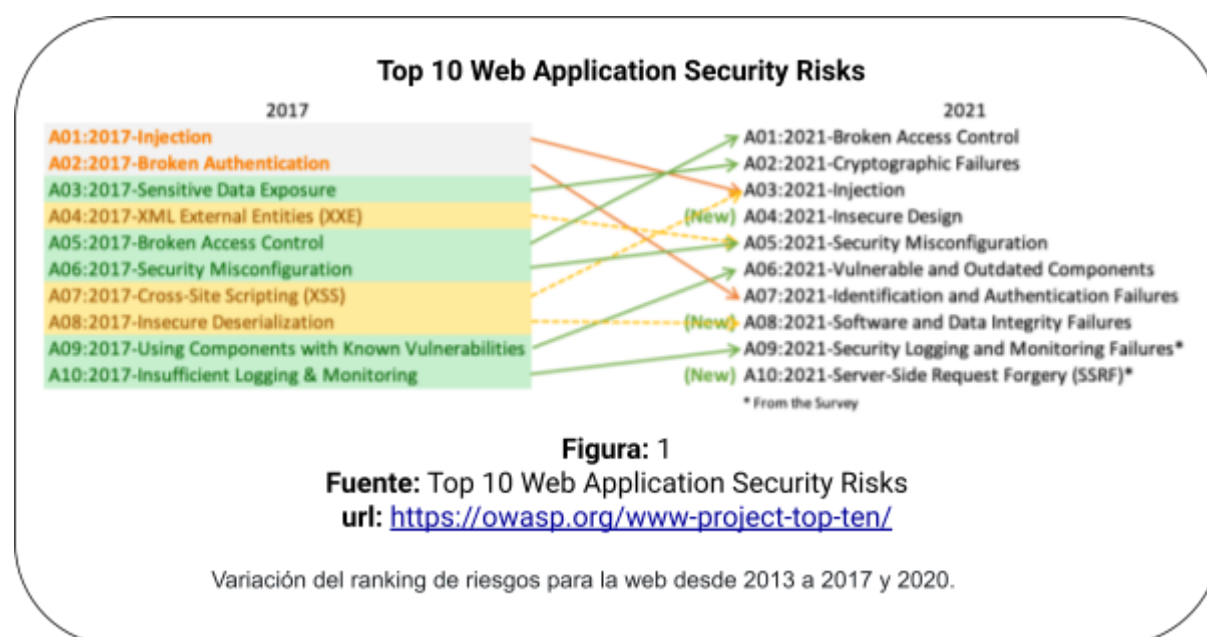 Top 10 Web Application Security Risks
2017
2021
A01:2017-Injection
A02:2017-Broken Authentication
A03:2017-Sensitive Data Exposure
A04:2017-XML External Entities (XXE)
A05:2017-Broken Access Control
A06:2017-Security Misconfiguration
A07:2017-Cross-Site Scripting (XSS)
A08:2017-Insecure Deserialization
A09:2017-Using Components with Known Vulnerabilities
A10:2017-Insufficient Logging & Monitoring
A01:2021-Broken Access Control
A02:2021-Cryptographic Failures
A03:2021-Injection
(New) A04:2021-Insecure Design
A05:2021-Security Misconfiguration
A06:2021-Vulnerable and Outdated Components
A07:2021-Identification and Authentication Failures
(New) A08:2021-Software and Data Integrity Failures
A09:2021-Security Logging and Monitoring Failures*
(New) A10:2021-Server-Side Request Forgery (SSRF)*
* From the Survey
Figura: 1
Fuente: Top 10 Web Application Security Risks
url: https://owasp.org/www-project-top-ten/
Variación del ranking de riesgos para la web desde 2013 a 2017 y 2020.